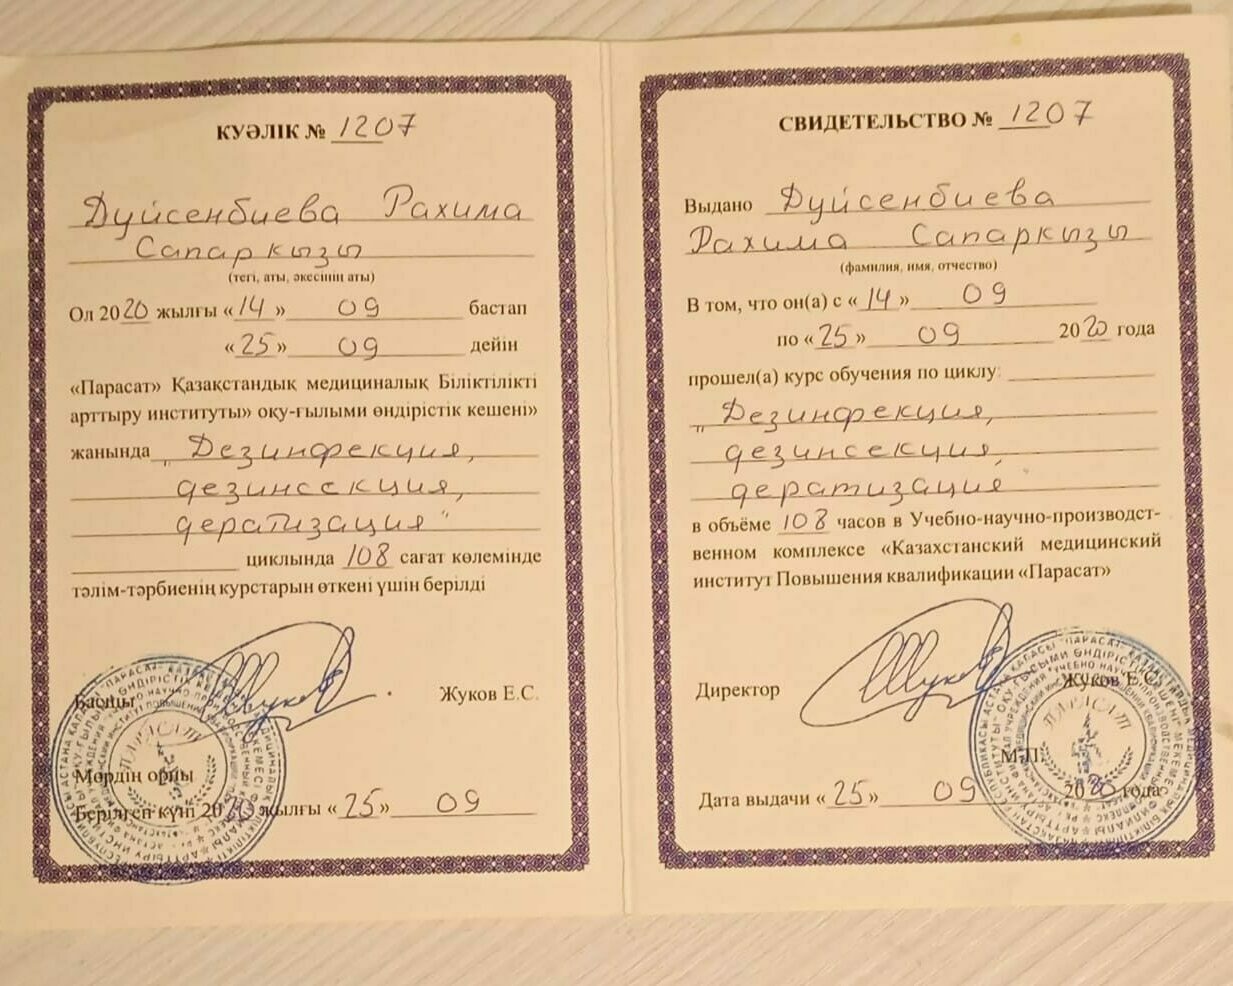 КУӘЛІК № 1207
Дуйсенбиева Рахима
Сапаркызы
(тегі, аты, әкесінің аты)
Ол 2020 жылғы «14» 09 бастап
«25» 09 дейін
«Парасат» Қазақстандық медициналық Біліктілікті
арттыру институты» оқу-ғылыми өндірістік кешені»
жанында „Дезинфекция,
дезинсекция,
дератизация"
циклында 108 сағат көлемінде
тәлім-тәрбиенің курстарын өткені үшін берілді
Басшы Жуков Е.С.
Мөрдің орны
Берілген күні 2020 жылғы «25» 09
СВИДЕТЕЛЬСТВО № 1207
Выдано Дуйсенбиева
Рахима Сапаркызы
(фамилия, имя, отчество)
В том, что он(а) с «14» 09
по «25» 09 2020 года
прошел(а) курс обучения по циклу:
„Дезинфекция,
дезинсекция,
дератизация
в объёме 108 часов в Учебно-научно-производст-
венном комплексе «Казахстанский медицинский
институт Повышения квалификации «Парасат»
Директор Жуков Е.С.
М.П.
Дата выдачи «25» 09 2020 года
ПАРАСАТ
ПАРАСАТ